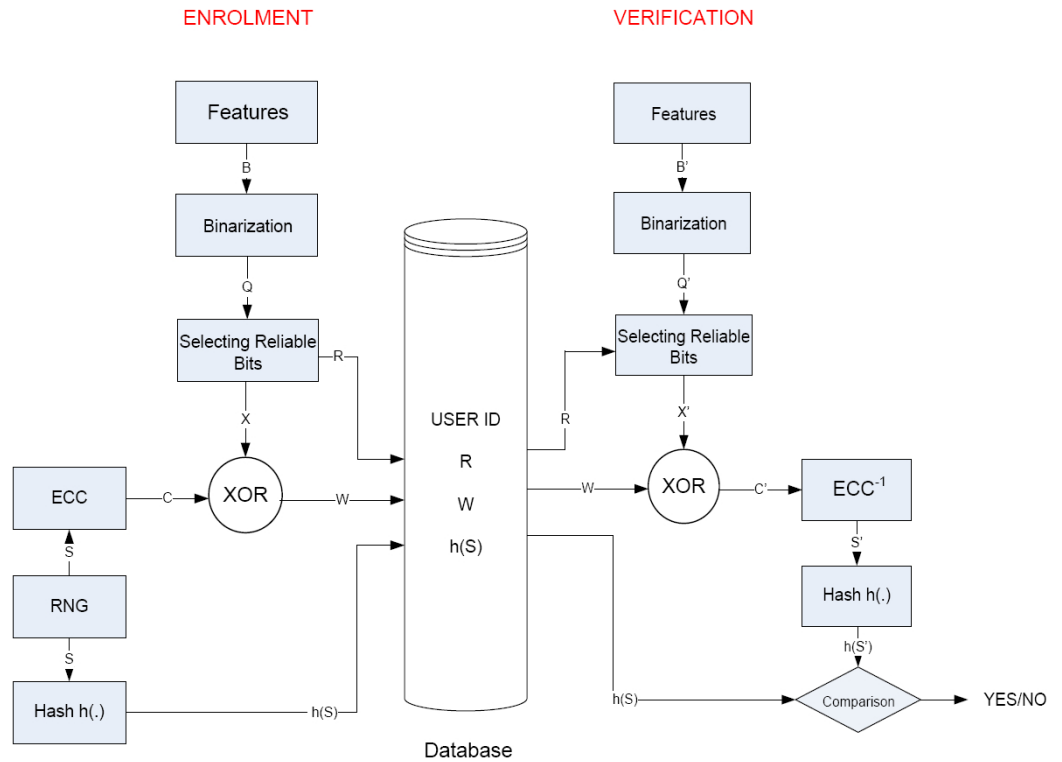 ENROLMENT
VERIFICATION
Features
B
Binarization
Q
Selecting Reliable
Bits
R
X
ECC
C
XOR
W
S
RNG
S
Hash h(.)
h(S)
USER ID
R
W
h(S)
Database
Features
B'
Binarization
Q'
Selecting Reliable
Bits
R
X'
W
XOR
C'
ECC-1
S'
Hash h(.)
h(S')
h(S)
Comparison
YES/NO